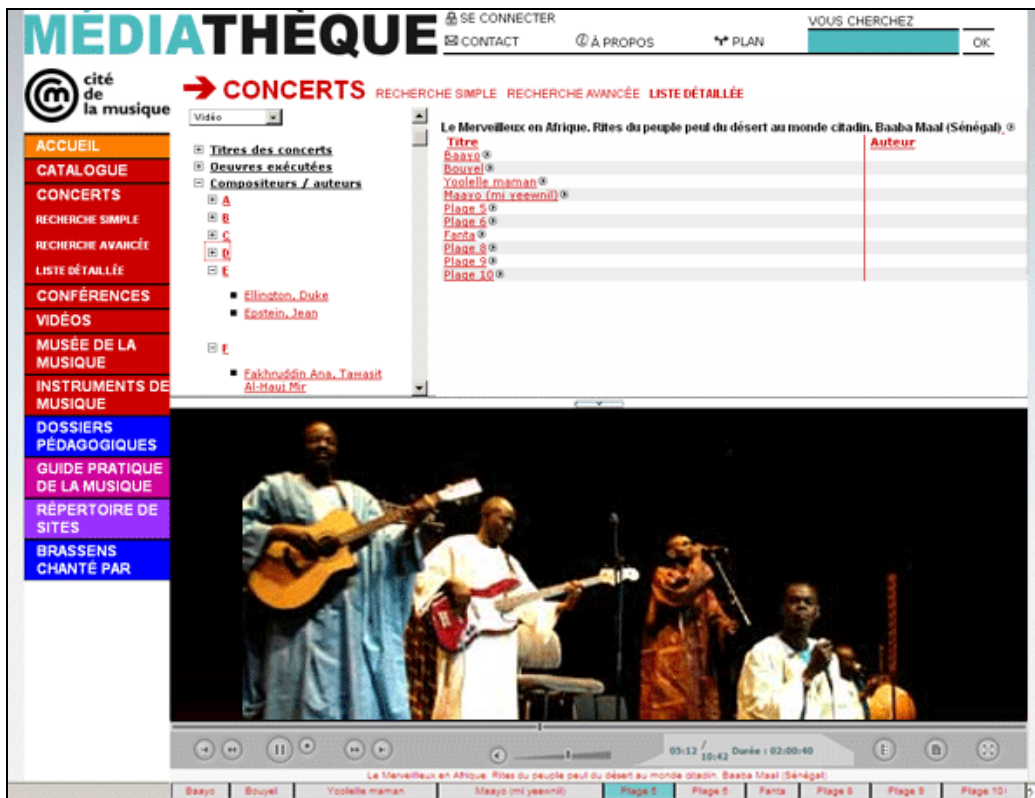 MÉDIATHÈQUE
SE CONNECTER
CONTACT
À PROPOS
PLAN
VOUS CHERCHEZ
OK
cité
de
la musique
CONCERTS RECHERCHE SIMPLE RECHERCHE AVANCÉE LISTE DÉTAILLÉE
ACCUEIL
CATALOGUE
CONCERTS
RECHERCHE SIMPLE
RECHERCHE AVANCÉE
LISTE DÉTAILLÉE
CONFÉRENCES
VIDÉOS
MUSÉE DE LA
MUSIQUE
INSTRUMENTS DE
MUSIQUE
DOSSIERS
PÉDAGOGIQUES
GUIDE PRATIQUE
DE LA MUSIQUE
RÉPERTOIRE DE
SITES
BRASSENS
CHANTÉ PAR
Vidéo
Titres des concerts
Oeuvres exécutées
Compositeurs / auteurs
A
B
C
D
E
Ellington, Duke
Epstein, Jean
F
Fakhruddin Ana, Tawasit
Al-Haui Mir
Le Merveilleux en Afrique. Rites du peuple peul du désert au monde citadin. Baaba Maal (Sénégal)
Titre Auteur
Baayo
Bouyel
Yoolelle maman
Maayo (mi yeewnii)
Plage 5
Plage 6
Fanta
Plage 8
Plage 9
Plage 10
05:12 / 10:42 Durée : 02:00:40
Le Merveilleux en Afrique. Rites du peuple peul du désert au monde citadin. Baaba Maal (Sénégal)
Baayo Bouyel Yoolelle maman Maayo (mi yeewnii) Plage 5 Plage 6 Fanta Plage 8 Plage 9 Plage 10